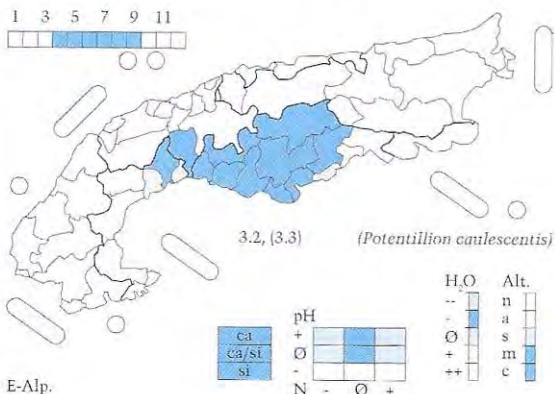 1 3 5 7 9 11
3.2, (3.3) (Potentillion caulescentis)
H2O Alt.
-- n
- a
Ø s
+ m
++ c
pH
ca +
ca/si Ø
si -
N - Ø +
E-Alp.